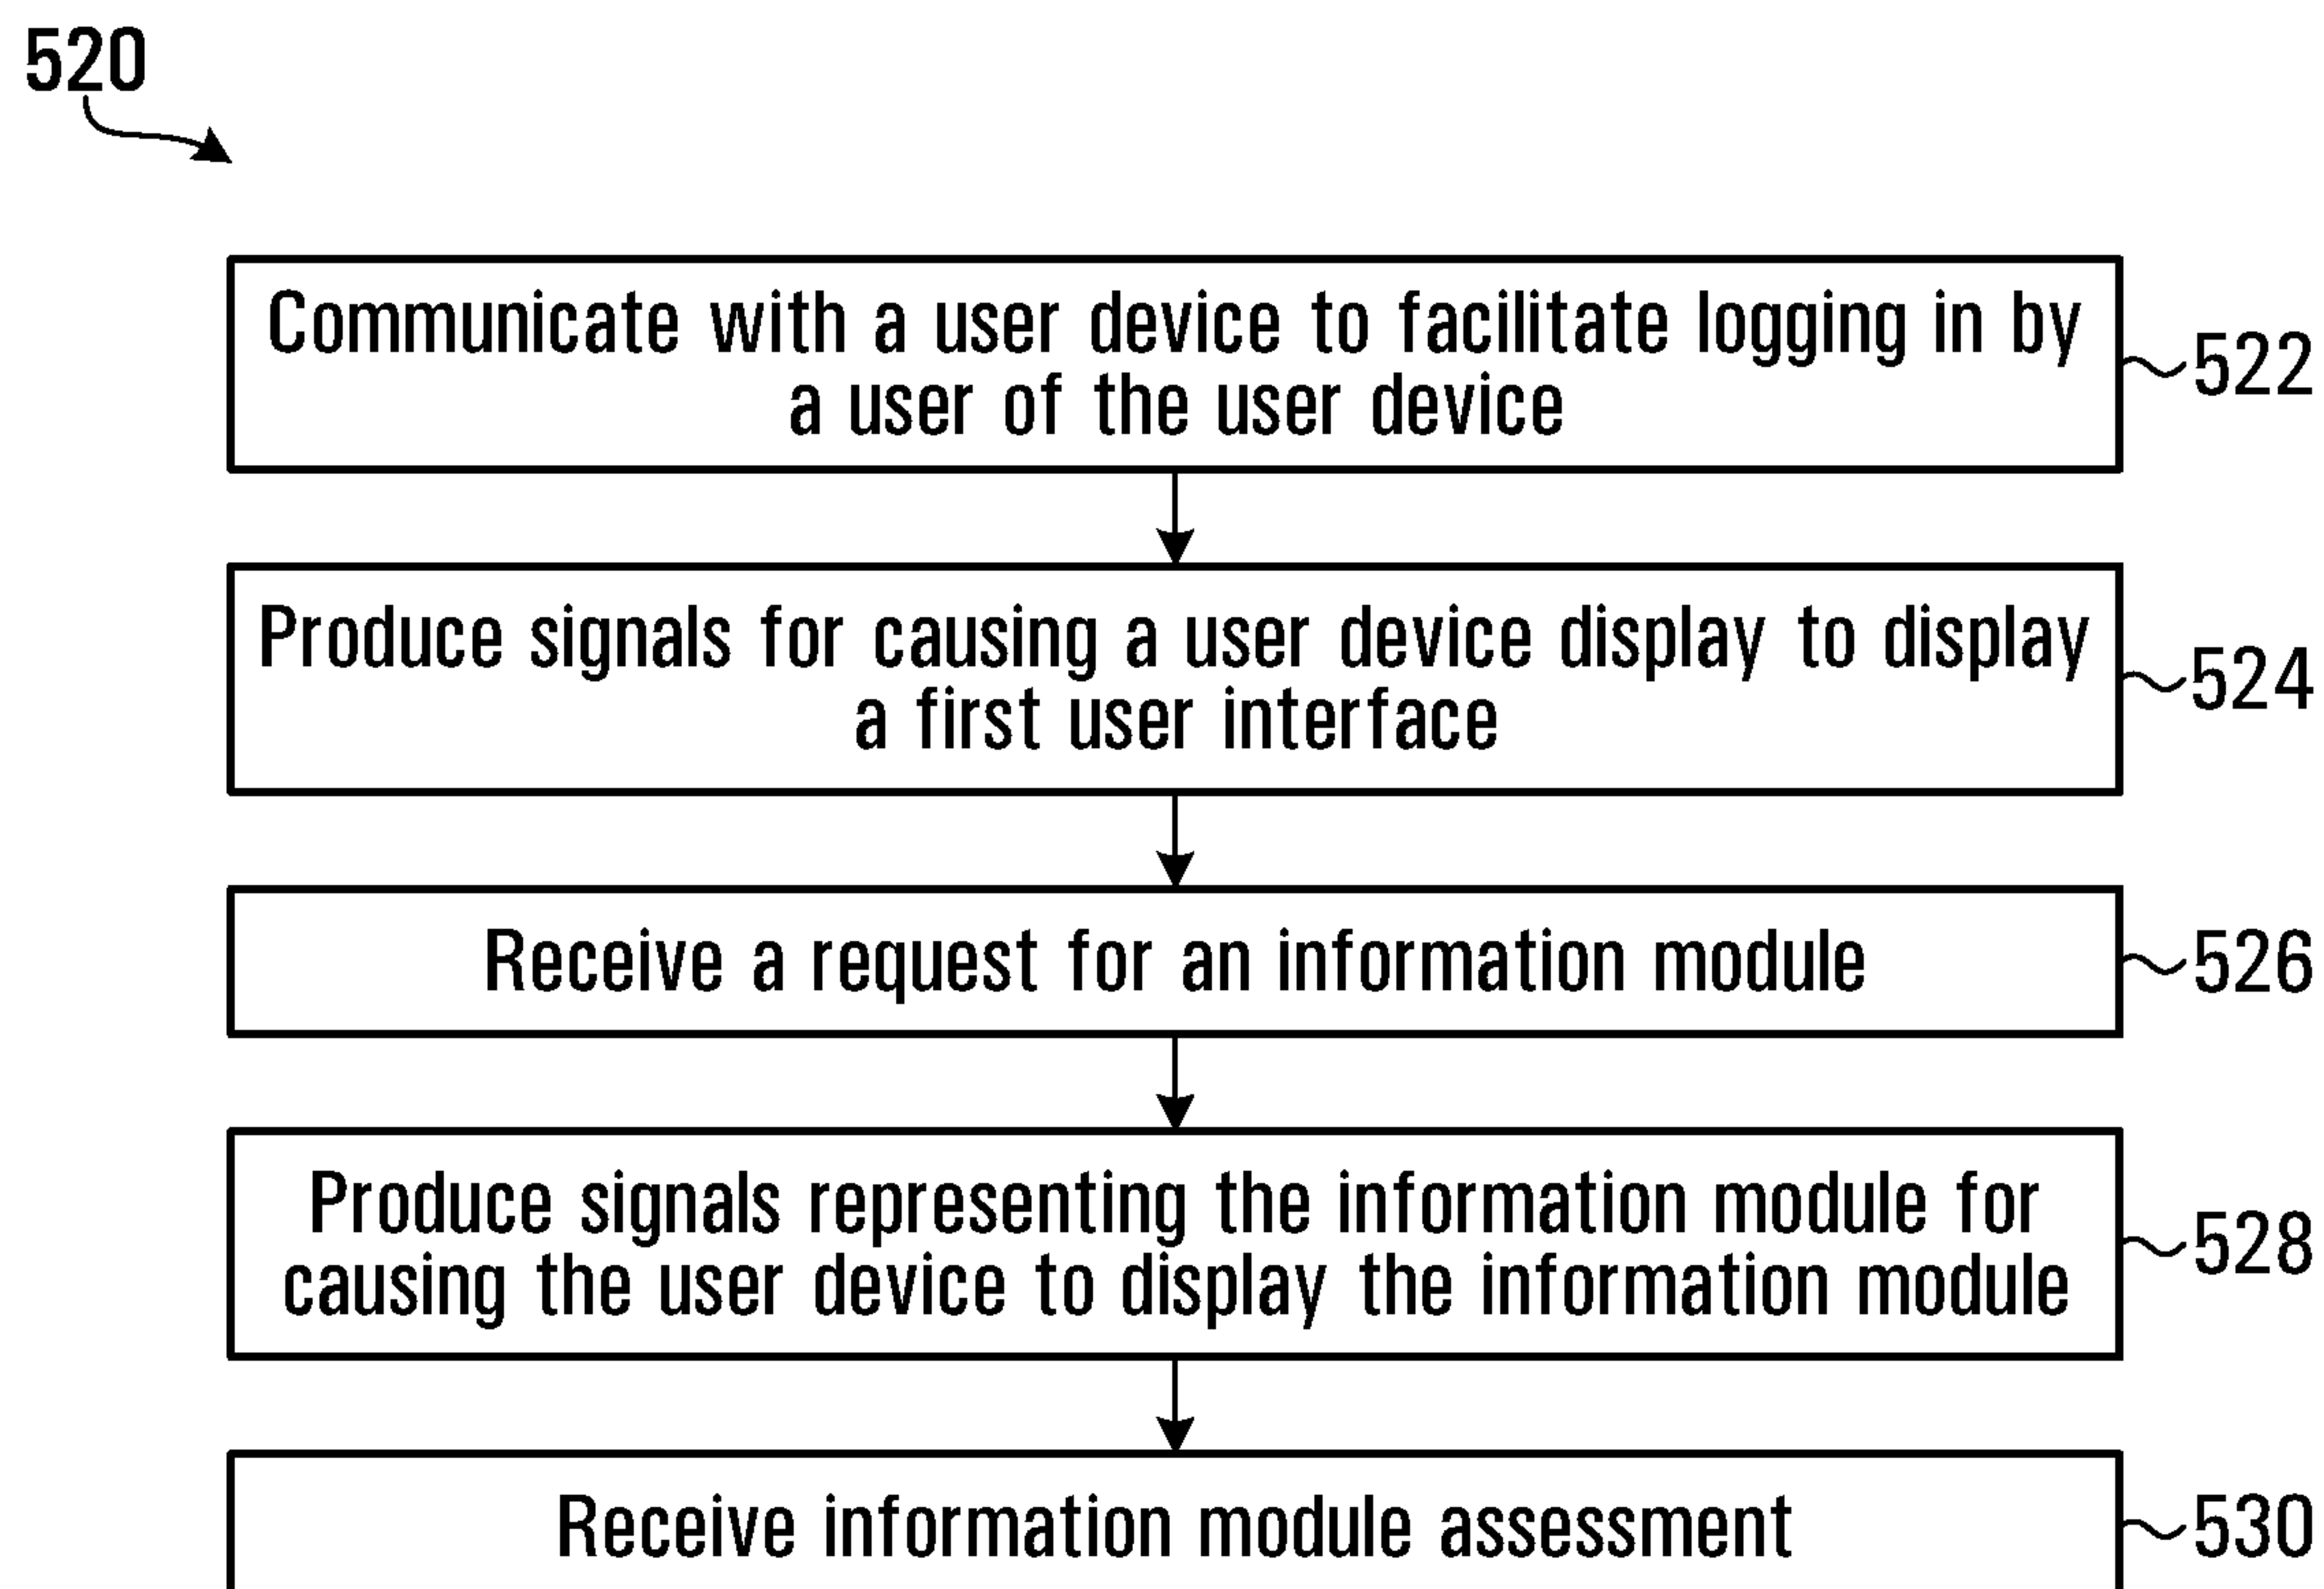 520
Communicate with a user device to facilitate logging in by
a user of the user device
522
Produce signals for causing a user device display to display
a first user interface
524
Receive a request for an information module
526
Produce signals representing the information module for
causing the user device to display the information module
528
Receive information module assessment
530